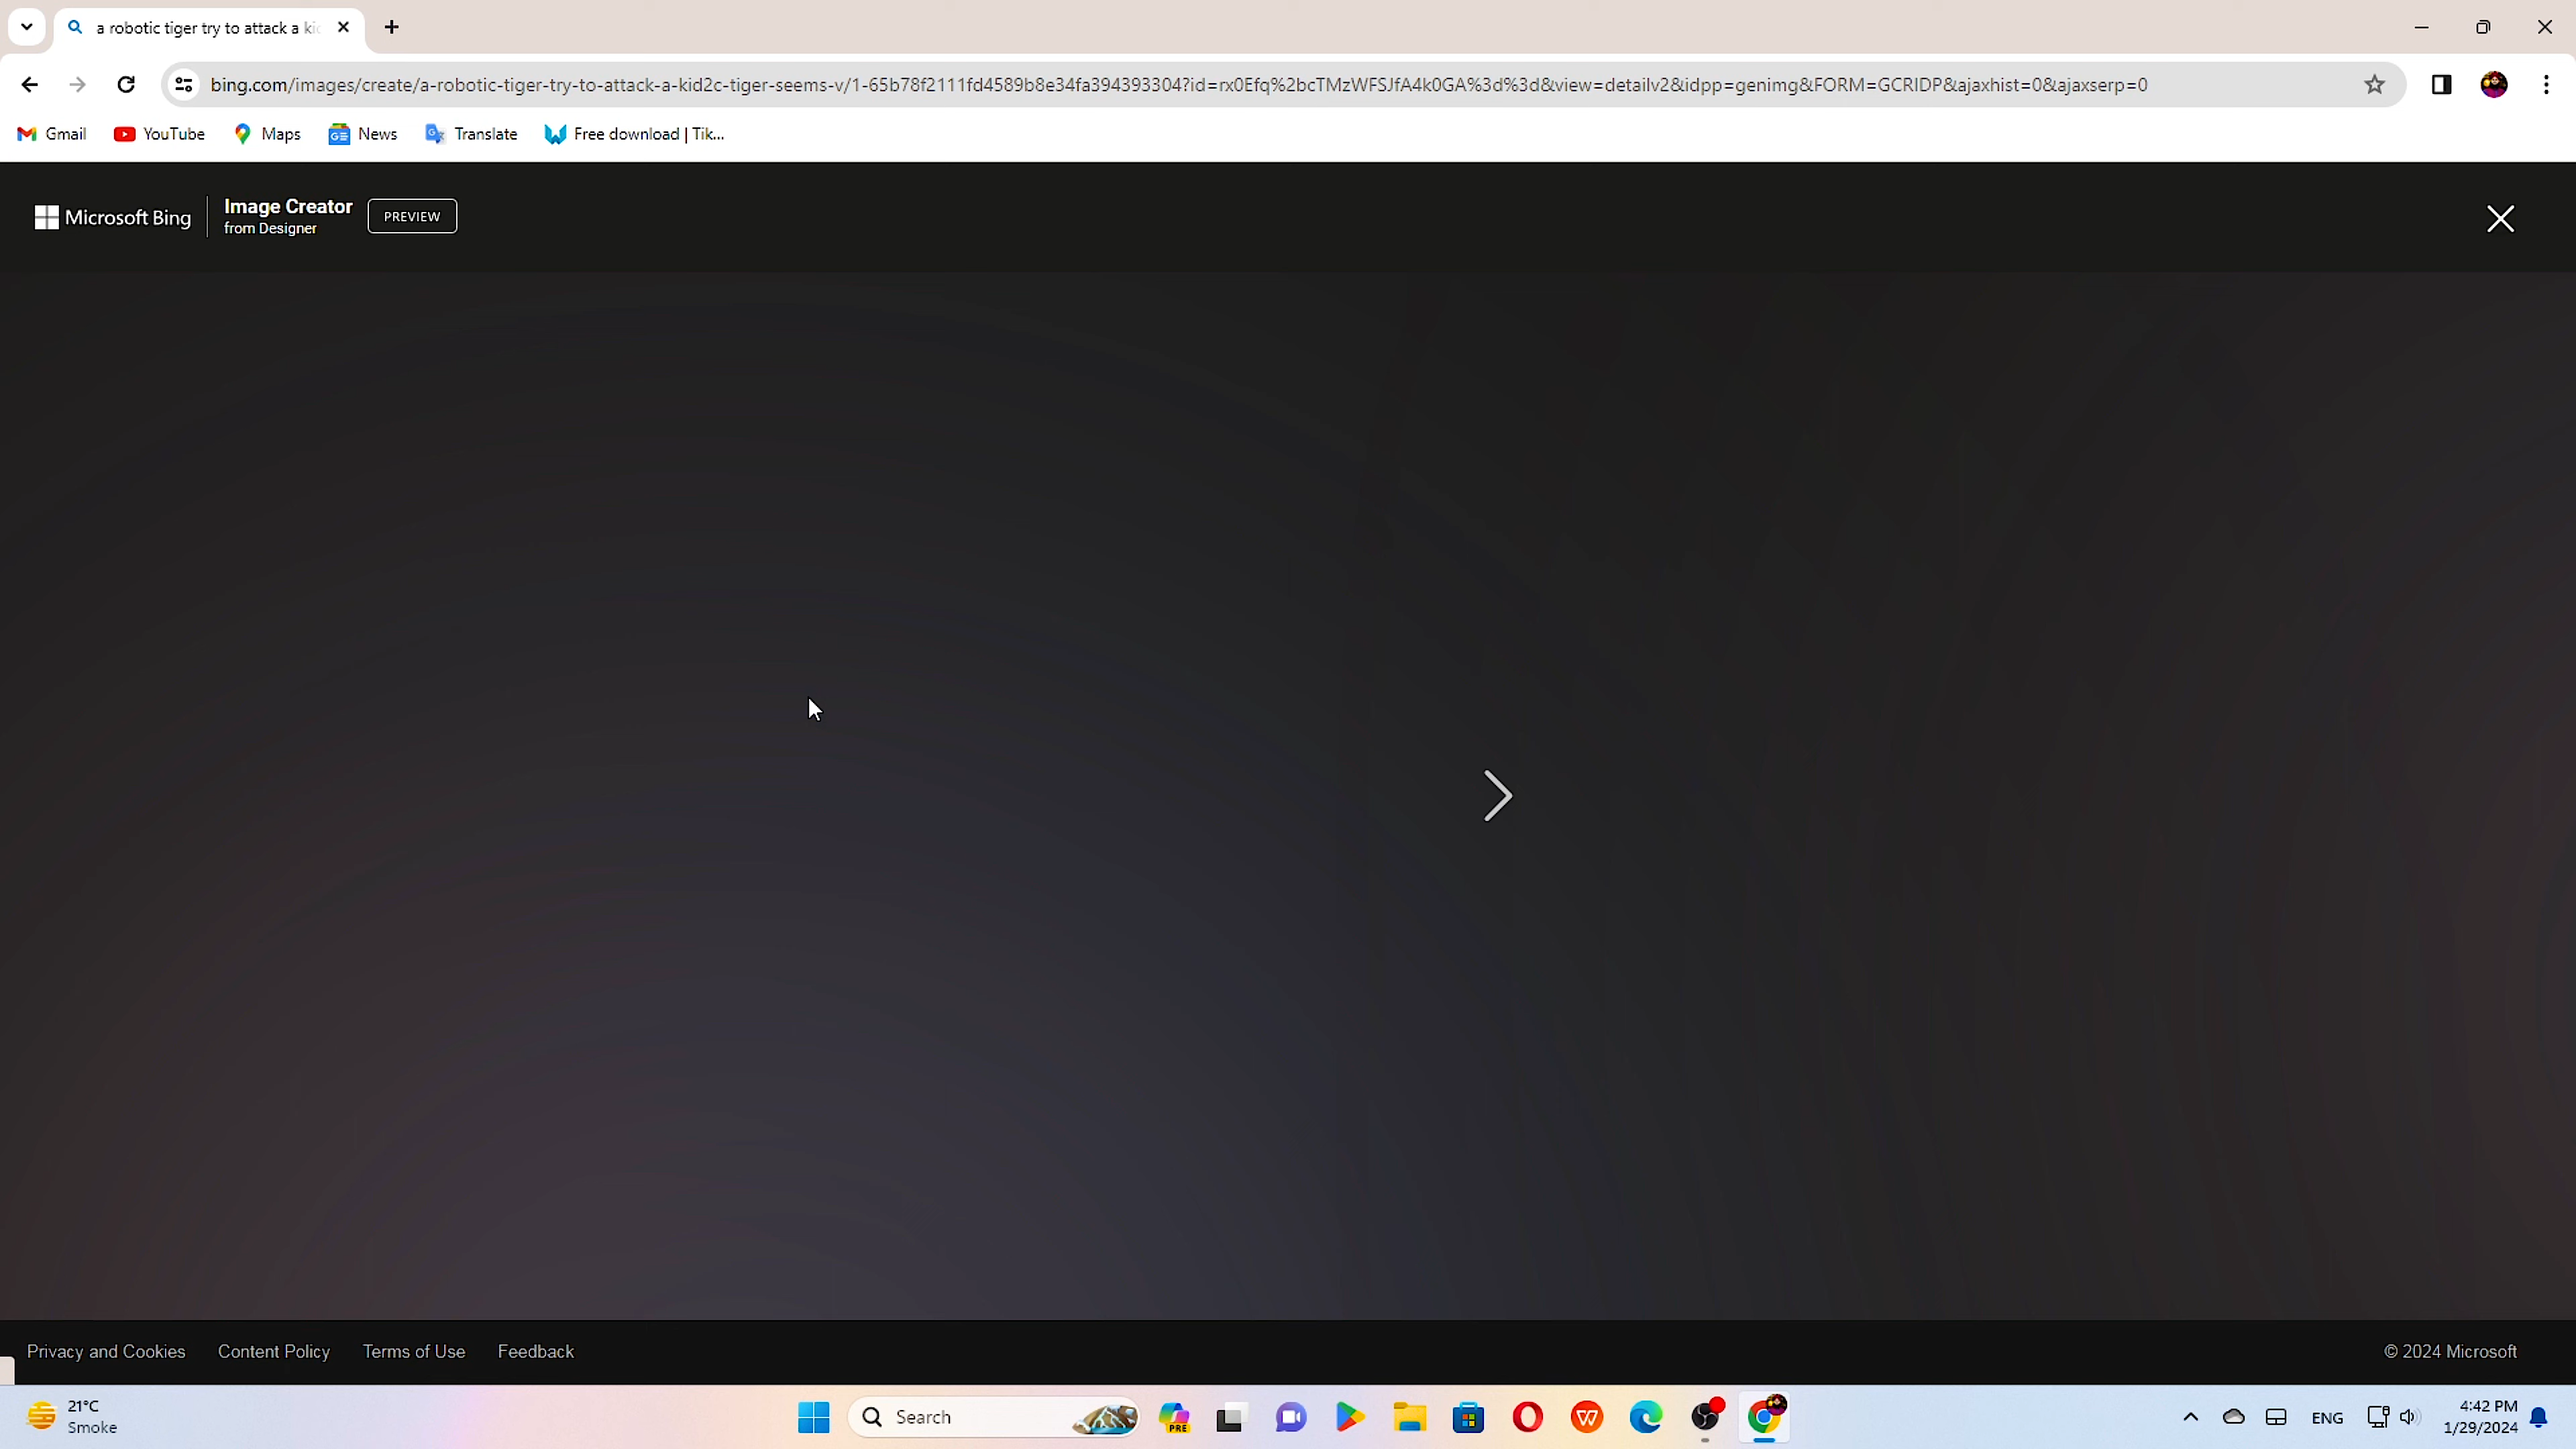 a robotic tiger try to attack a ki
bing.com/images/create/a-robotic-tiger-try-to-attack-a-kid2c-tiger-seems-v/1-65b78f2111fd4589b8e34fa394393304?id=rx0Efq%2bcTMzWFSJfA4k0GA%3d%3d&view=detailv2&idpp=genimg&FORM=GCRIDP&ajaxhist=0&ajaxserp=0
Gmail YouTube Maps News Translate Free download | Tik...
Microsoft Bing
Image Creator
from Designer
PREVIEW
Privacy and Cookies Content Policy Terms of Use Feedback
© 2024 Microsoft
21°C
Smoke
Search
PRE
ENG
4:42 PM
1/29/2024